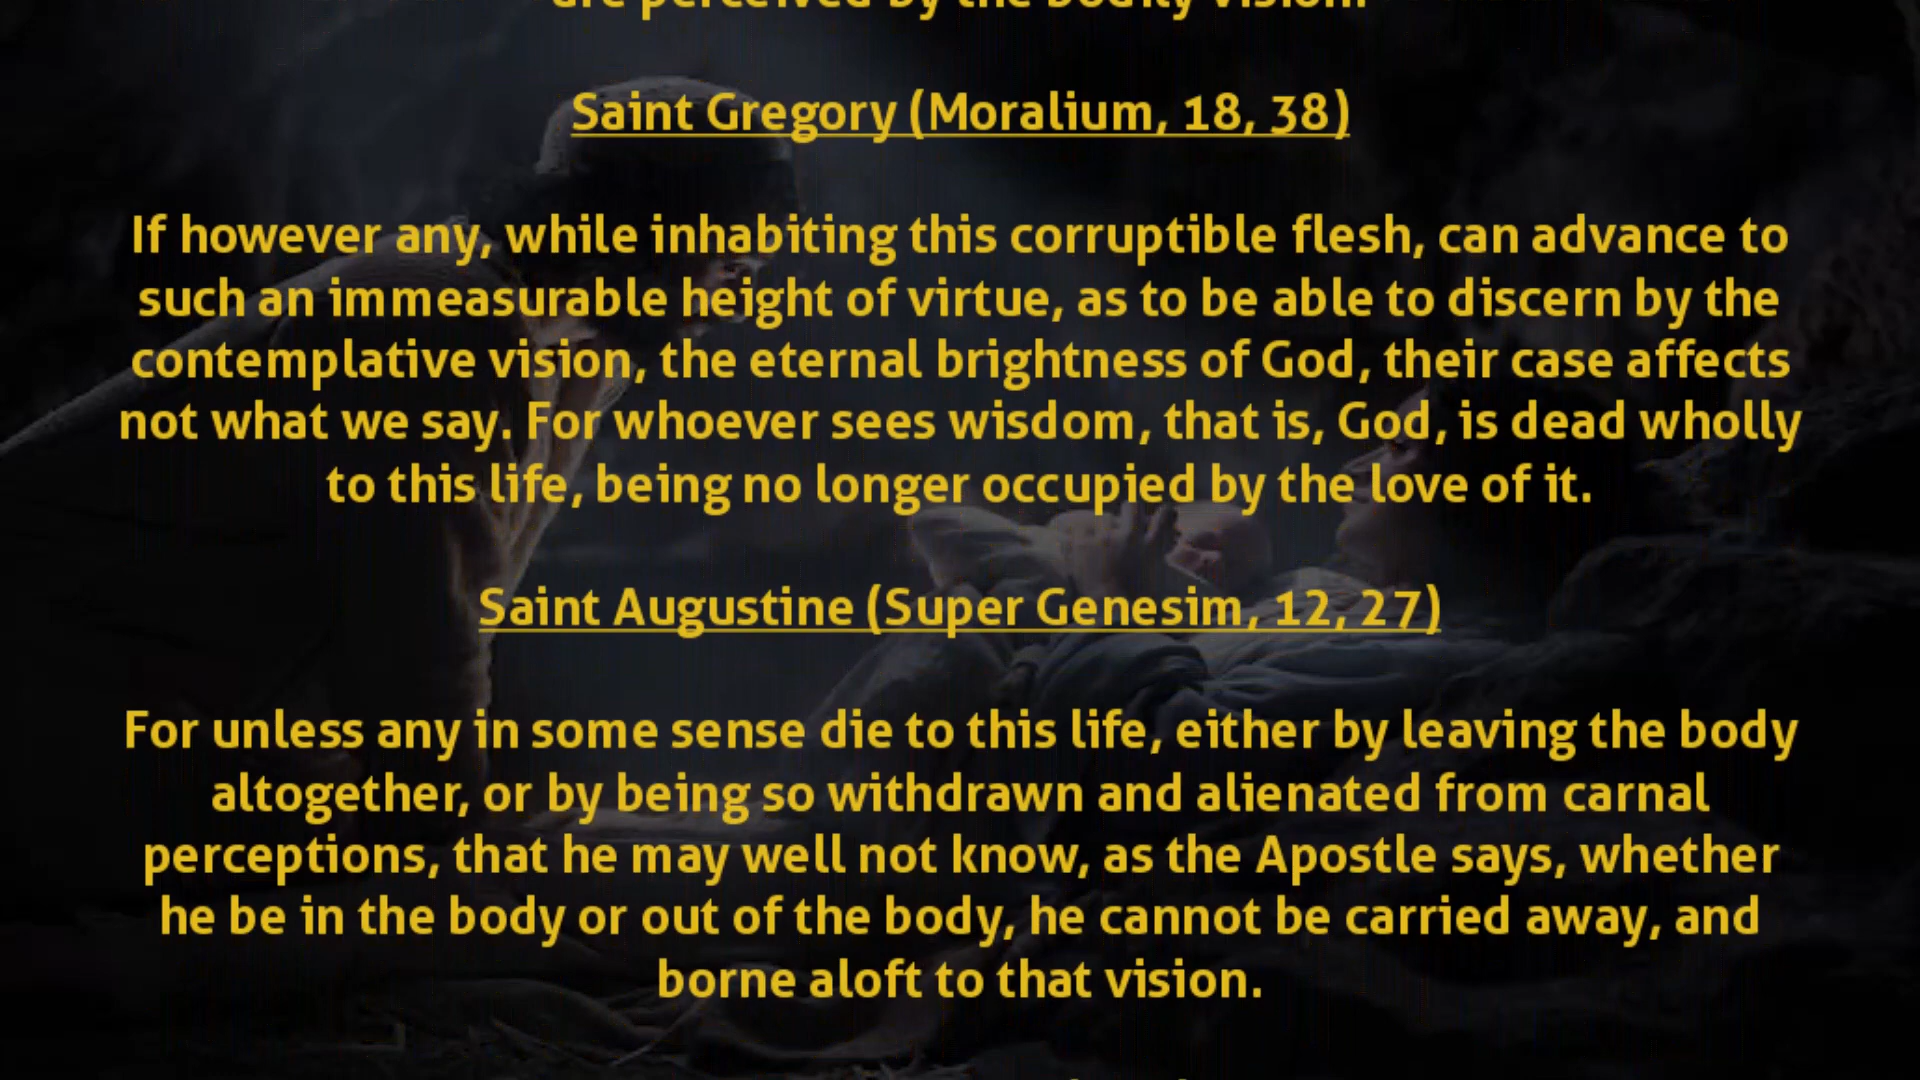 are perceived by the bodily vision.
Saint Gregory (Moralium, 18, 38)
If however any, while inhabiting this corruptible flesh, can advance to
such an immeasurable height of virtue, as to be able to discern by the
contemplative vision, the eternal brightness of God, their case affects
not what we say. For whoever sees wisdom, that is, God, is dead wholly
to this life, being no longer occupied by the love of it.
Saint Augustine (Super Genesim, 12, 27)
For unless any in some sense die to this life, either by leaving the body
altogether, or by being so withdrawn and alienated from carnal
perceptions, that he may well not know, as the Apostle says, whether
he be in the body or out of the body, he cannot be carried away, and
borne aloft to that vision.